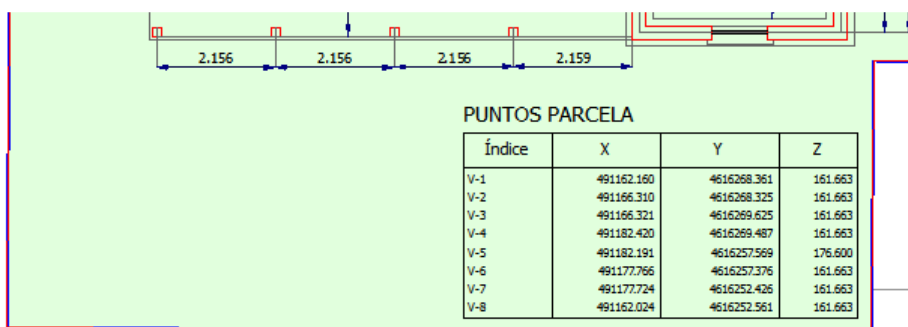 2.156 2.156 2.156 2.159
PUNTOS PARCELA
Índice X Y Z
V-1 491162.160 4616268.361 161.663
V-2 491166.310 4616268.325 161.663
V-3 491166.321 4616269.625 161.663
V-4 491182.420 4616269.487 161.663
V-5 491182.191 4616257.569 176.600
V-6 491177.766 4616257.376 161.663
V-7 491177.724 4616252.426 161.663
V-8 491162.024 4616252.561 161.663